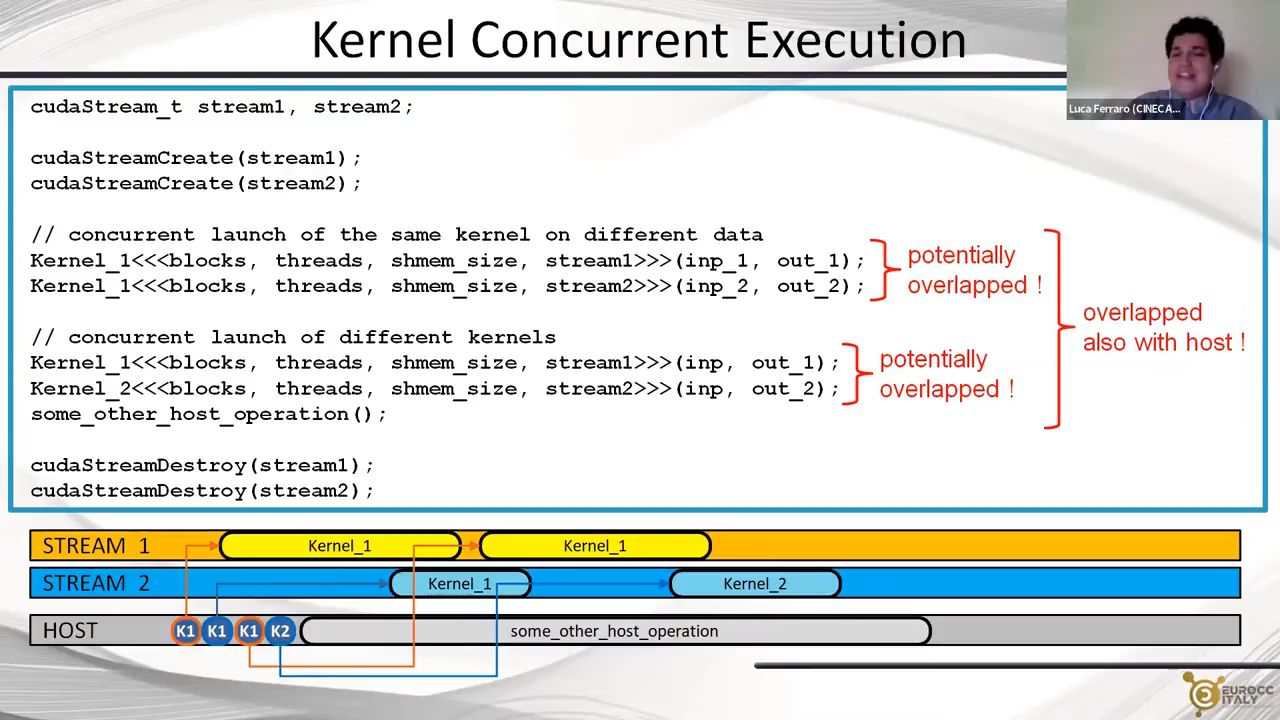 Kernel Concurrent Execution
Luca Ferraro (CINECA...
cudaStream_t stream1, stream2;
cudaStreamCreate(stream1);
cudaStreamCreate(stream2);
// concurrent launch of the same kernel on different data
Kernel_1<<<blocks, threads, shmem_size, stream1>>>(inp_1, out_1);
Kernel_1<<<blocks, threads, shmem_size, stream2>>>(inp_2, out_2);
potentially
overlapped !
// concurrent launch of different kernels
Kernel_1<<<blocks, threads, shmem_size, stream1>>>(inp, out_1);
Kernel_2<<<blocks, threads, shmem_size, stream2>>>(inp, out_2);
some_other_host_operation();
potentially
overlapped !
overlapped
also with host !
cudaStreamDestroy(stream1);
cudaStreamDestroy(stream2);
STREAM 1 Kernel_1 Kernel_1
STREAM 2 Kernel_1 Kernel_2
HOST K1 K1 K1 K2 some_other_host_operation
EUROCC
ITALY